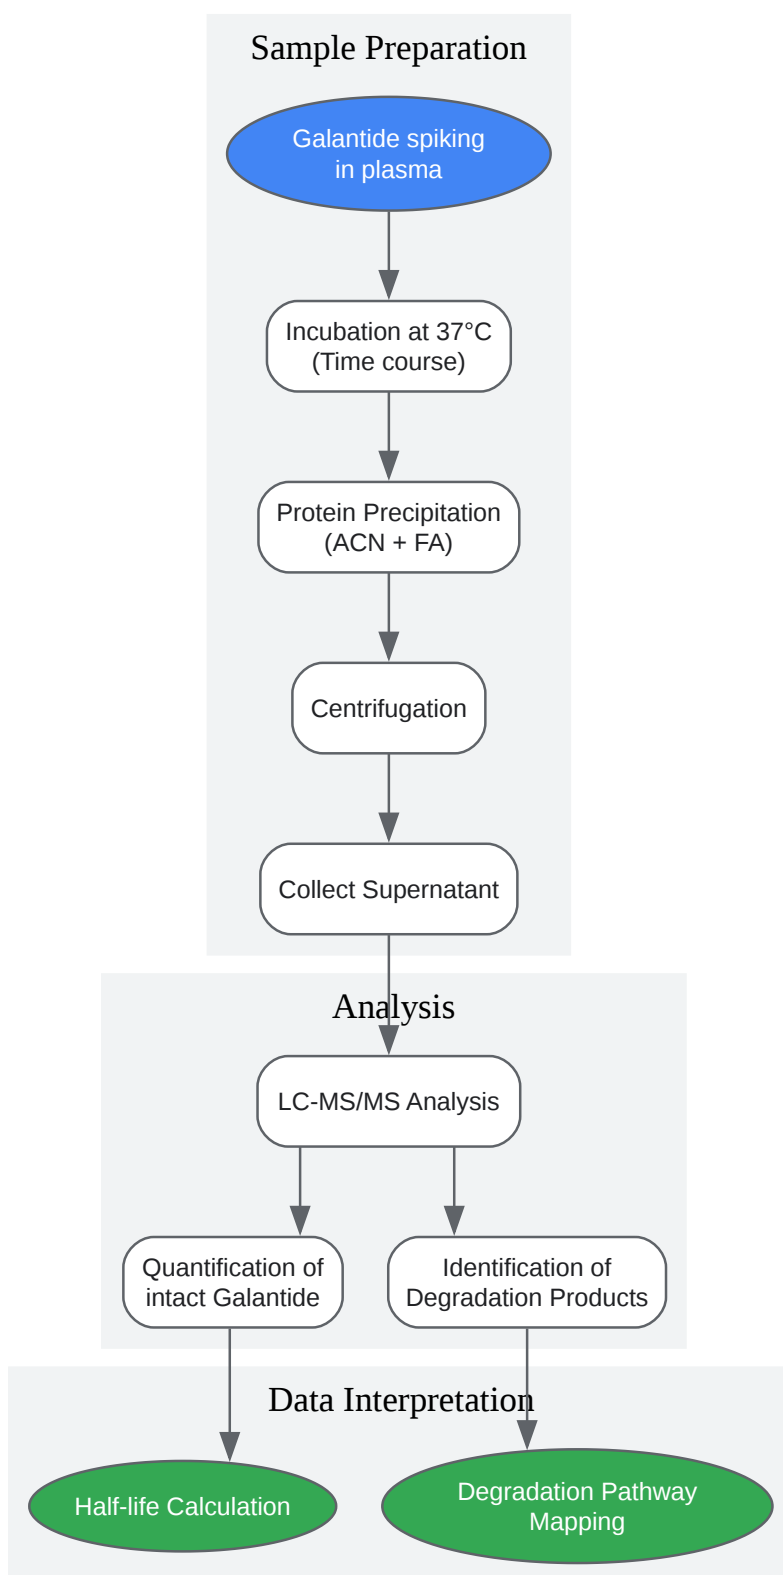 Sample Preparation
Galantide spiking
in plasma
Incubation at 37°C
(Time course)
Protein Precipitation
(ACN + FA)
Centrifugation
Collect Supernatant
Analysis
LC-MS/MS Analysis
Quantification of
intact Galantide
Identification of
Degradation Products
Data Interpretation
Half-life Calculation
Degradation Pathway
Mapping